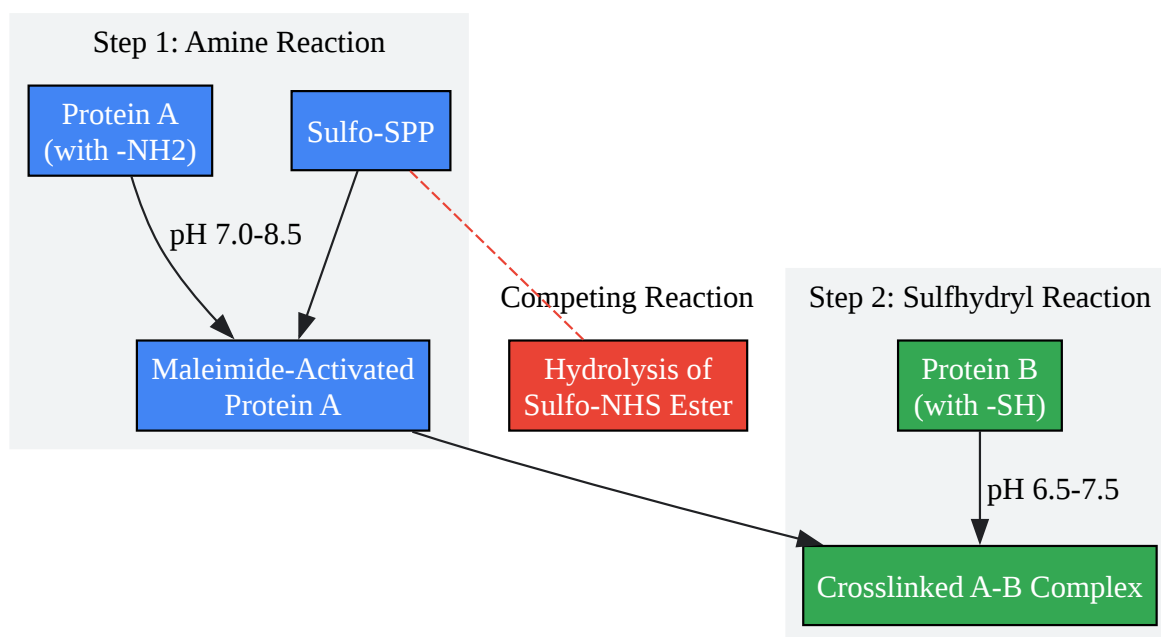 Step 1: Amine Reaction
Protein A
(with -NH2)
Sulfo-SPP
pH 7.0-8.5
Maleimide-Activated
Protein A
Competing Reaction
Hydrolysis of
Sulfo-NHS Ester
Step 2: Sulfhydryl Reaction
Protein B
(with -SH)
pH 6.5-7.5
Crosslinked A-B Complex